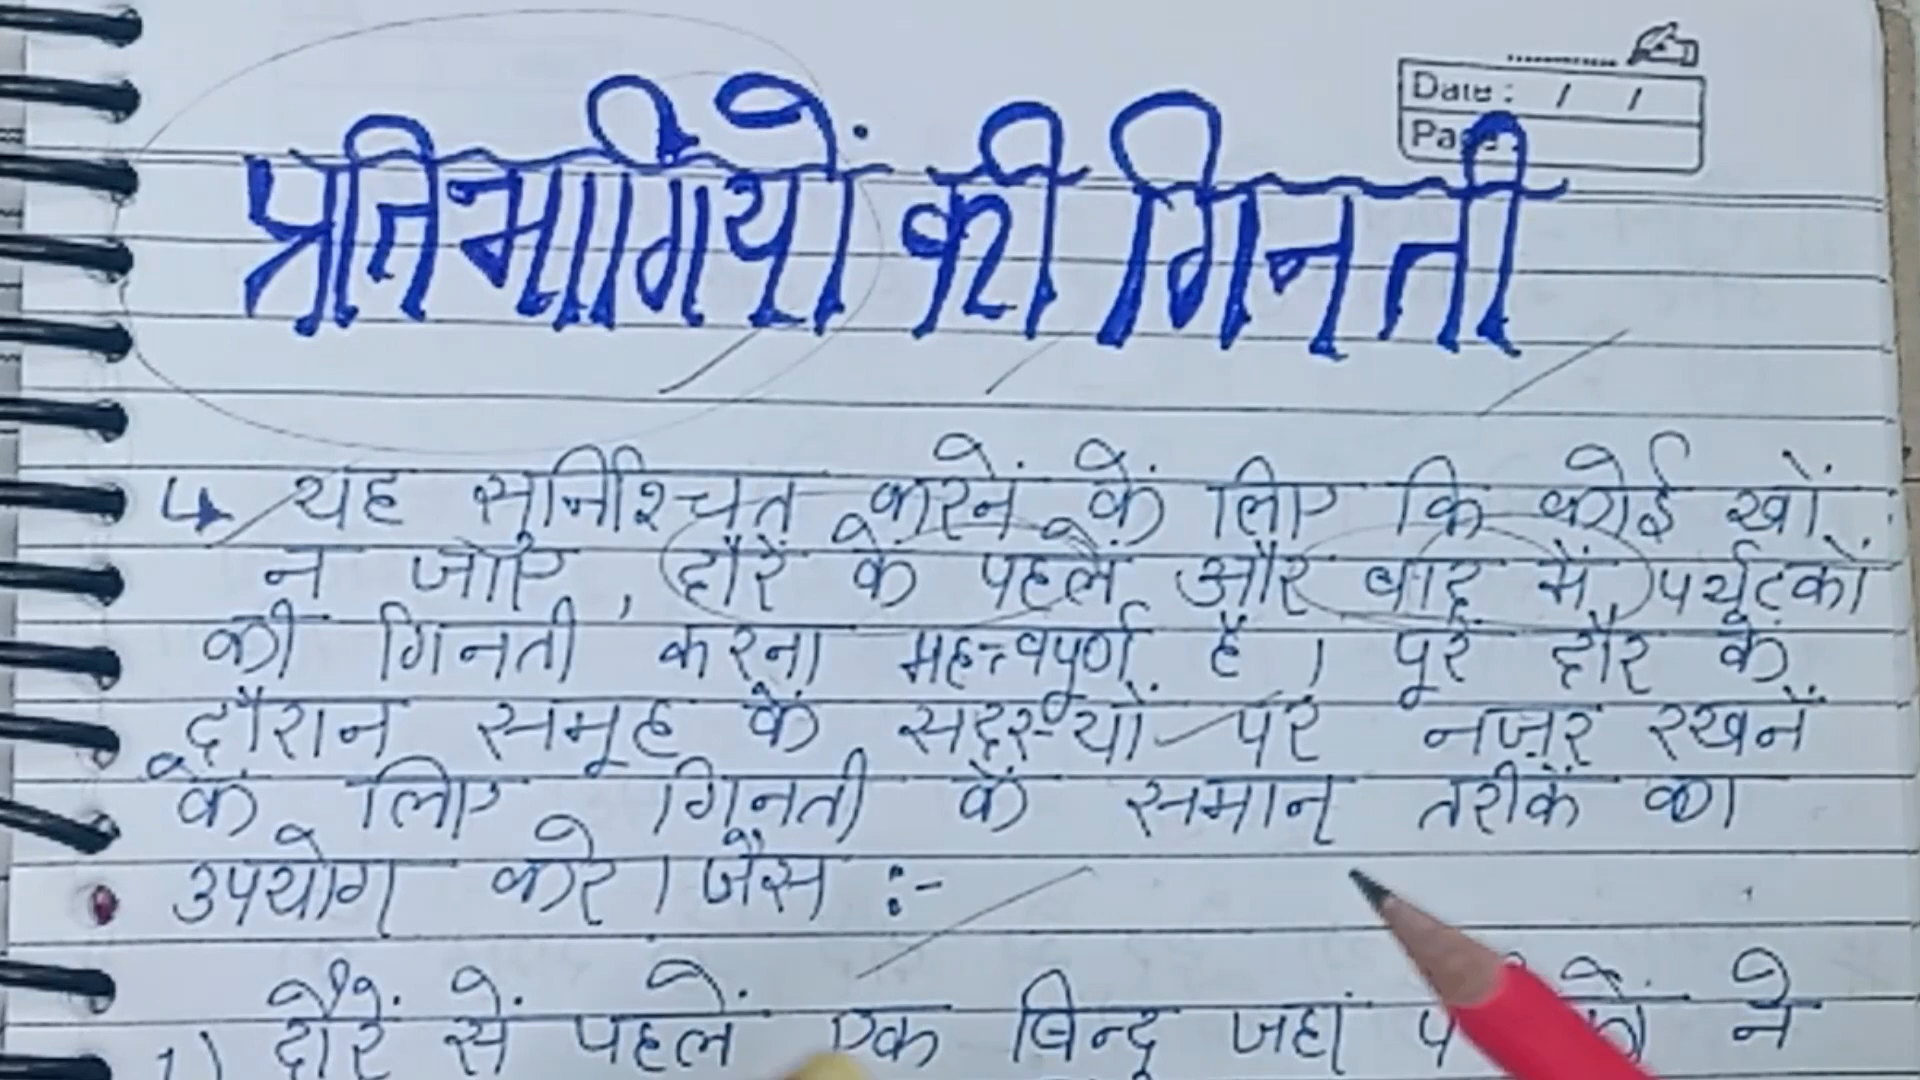 Date : / /
Page :
प्रतिभागियों की गिनती
यह सुनिश्चित करनें कें लिए कि कोई खों
न जाए, दौरें के पहलें और बाद में पर्यटकों
की गिनती करना महत्वपूर्ण है। पूरे दौरे के
दौरान समूह कें सदस्यों पर नज़र रखनें
के लिए गिनती कें समान तरीकें का
उपयोग करे। जैसे :-
1) दौरें सें पहलें एक बिन्दू जहां ने